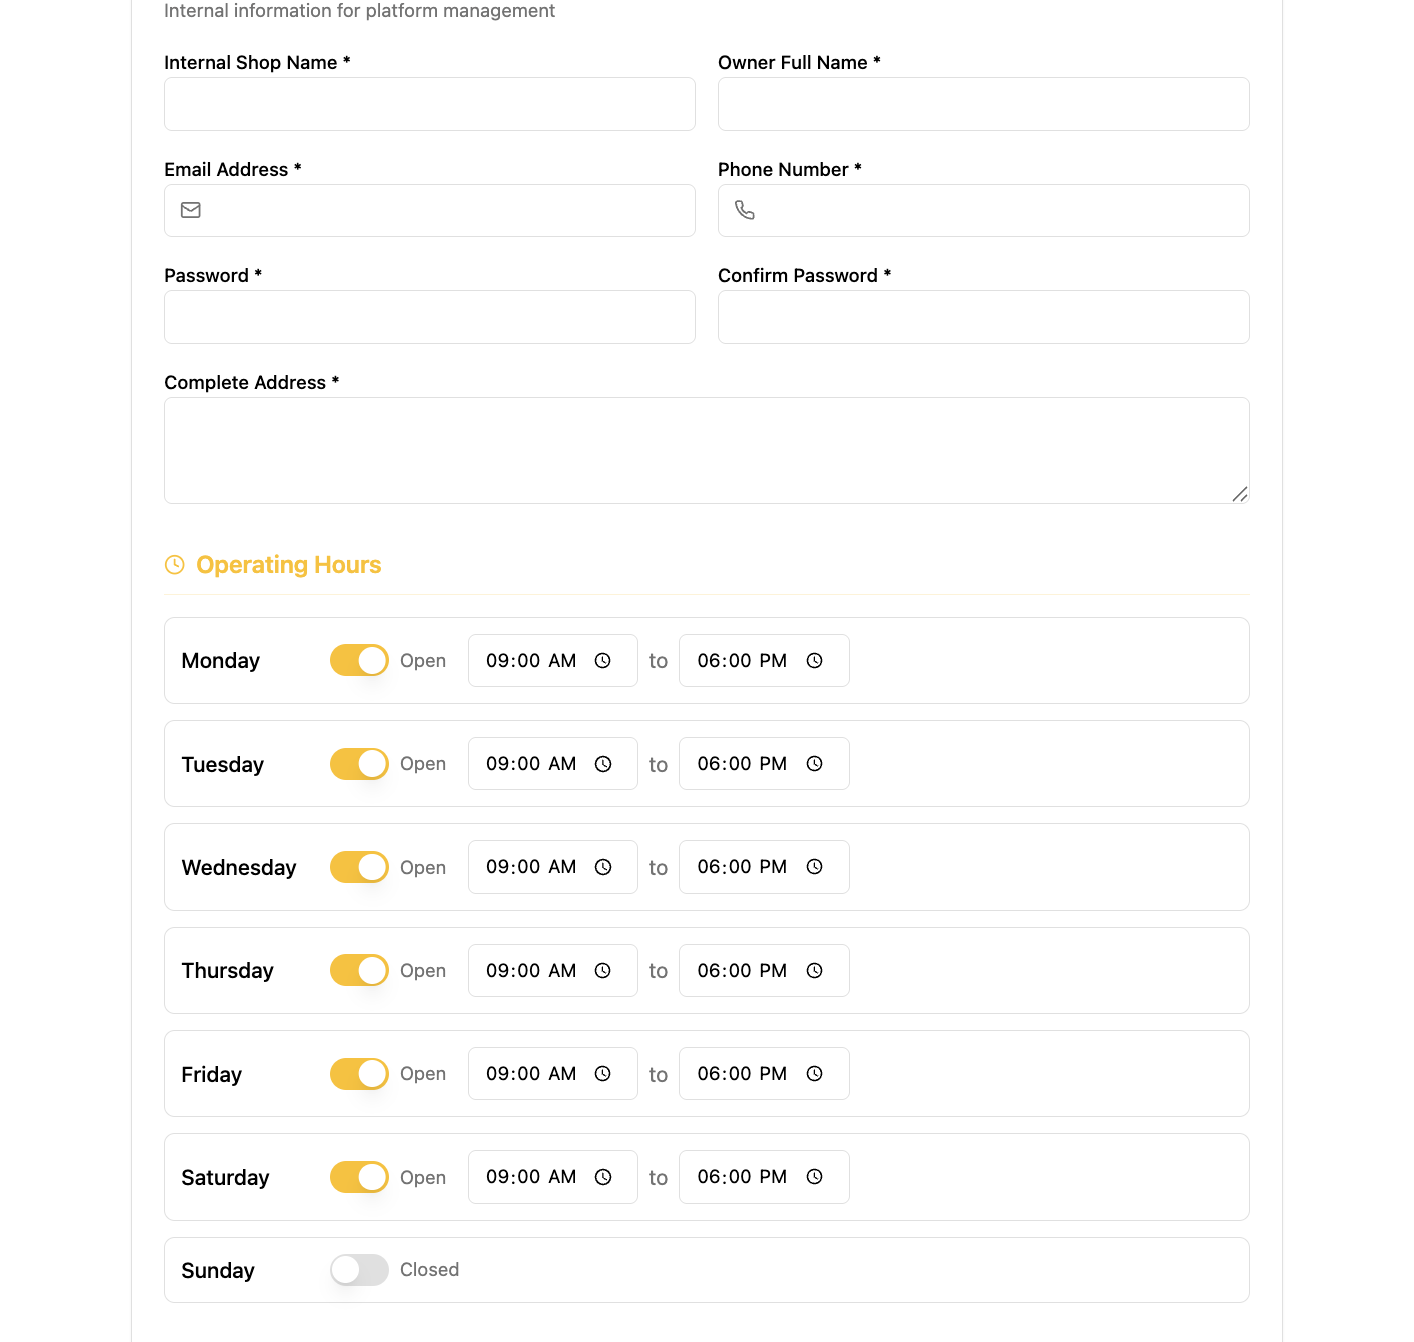 Internal information for platform management
Internal Shop Name *
Owner Full Name *
Email Address *
Phone Number *
Password *
Confirm Password *
Complete Address *
Operating Hours
Monday Open 09:00 AM to 06:00 PM
Tuesday Open 09:00 AM to 06:00 PM
Wednesday Open 09:00 AM to 06:00 PM
Thursday Open 09:00 AM to 06:00 PM
Friday Open 09:00 AM to 06:00 PM
Saturday Open 09:00 AM to 06:00 PM
Sunday Closed